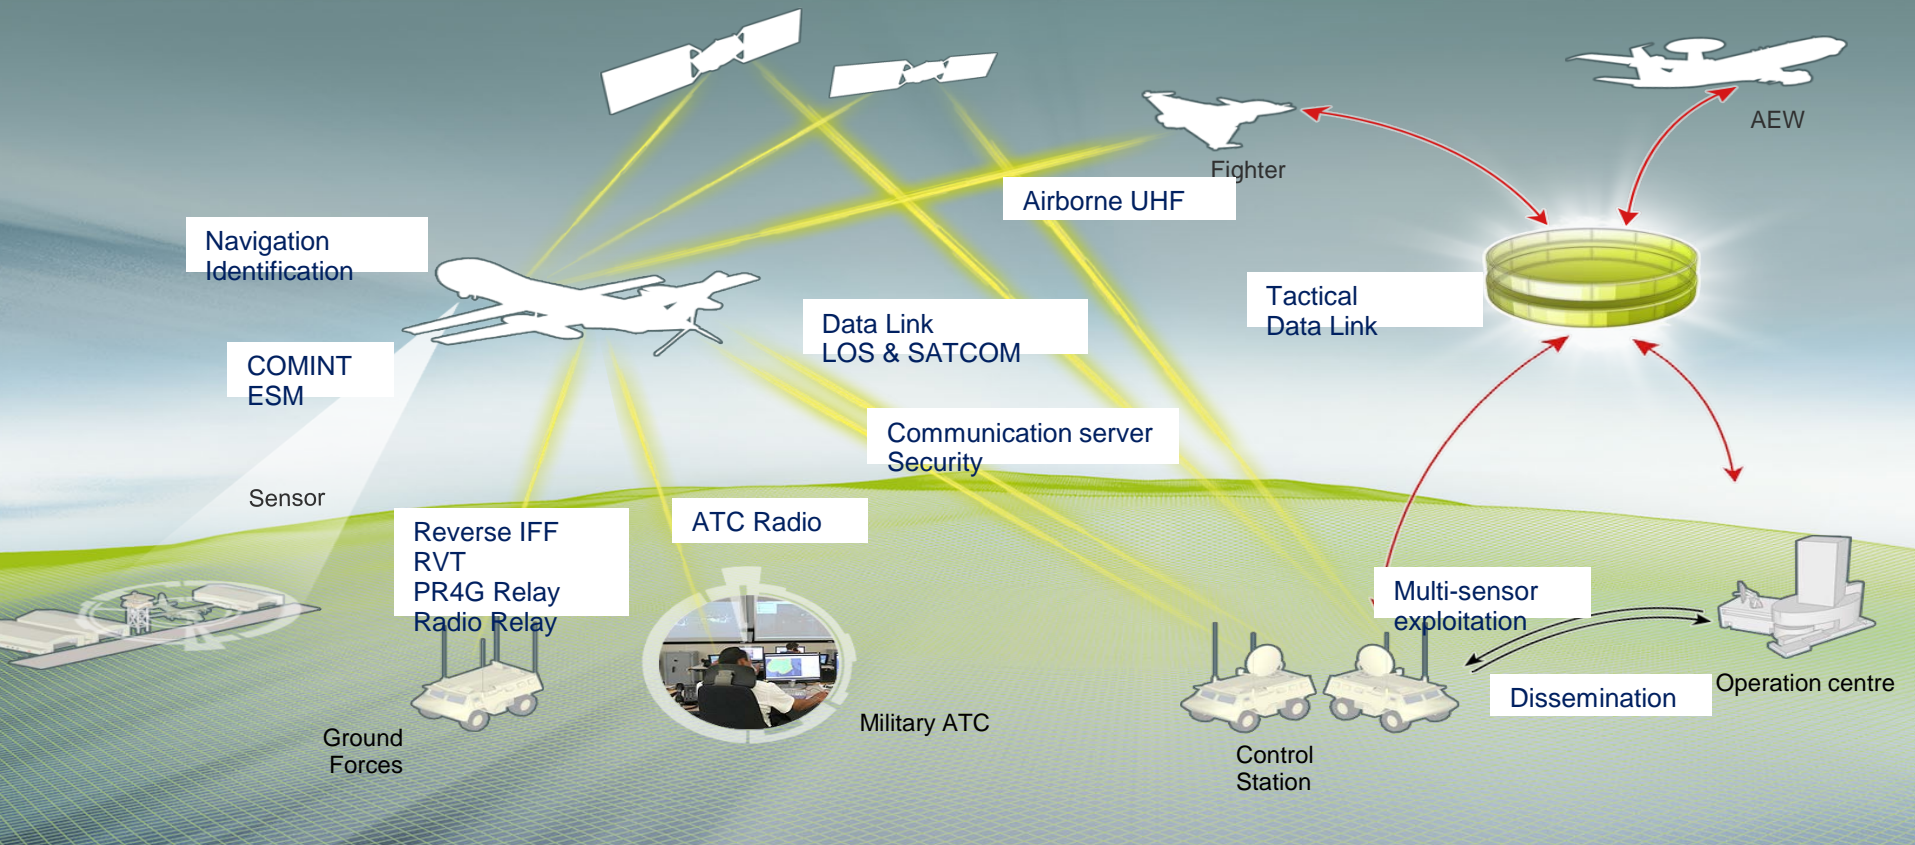 AEW
Fighter
Airborne UHF
Navigation
Identification
Tactical
Data Link
Data Link
LOS & SATCOM
COMINT
ESM
Communication server
Security
Sensor
Reverse IFF
RVT
PR4G Relay
Radio Relay
ATC Radio
Multi-sensor
exploitation
Dissemination
Operation centre
Military ATC
Ground
Forces
Control
Station